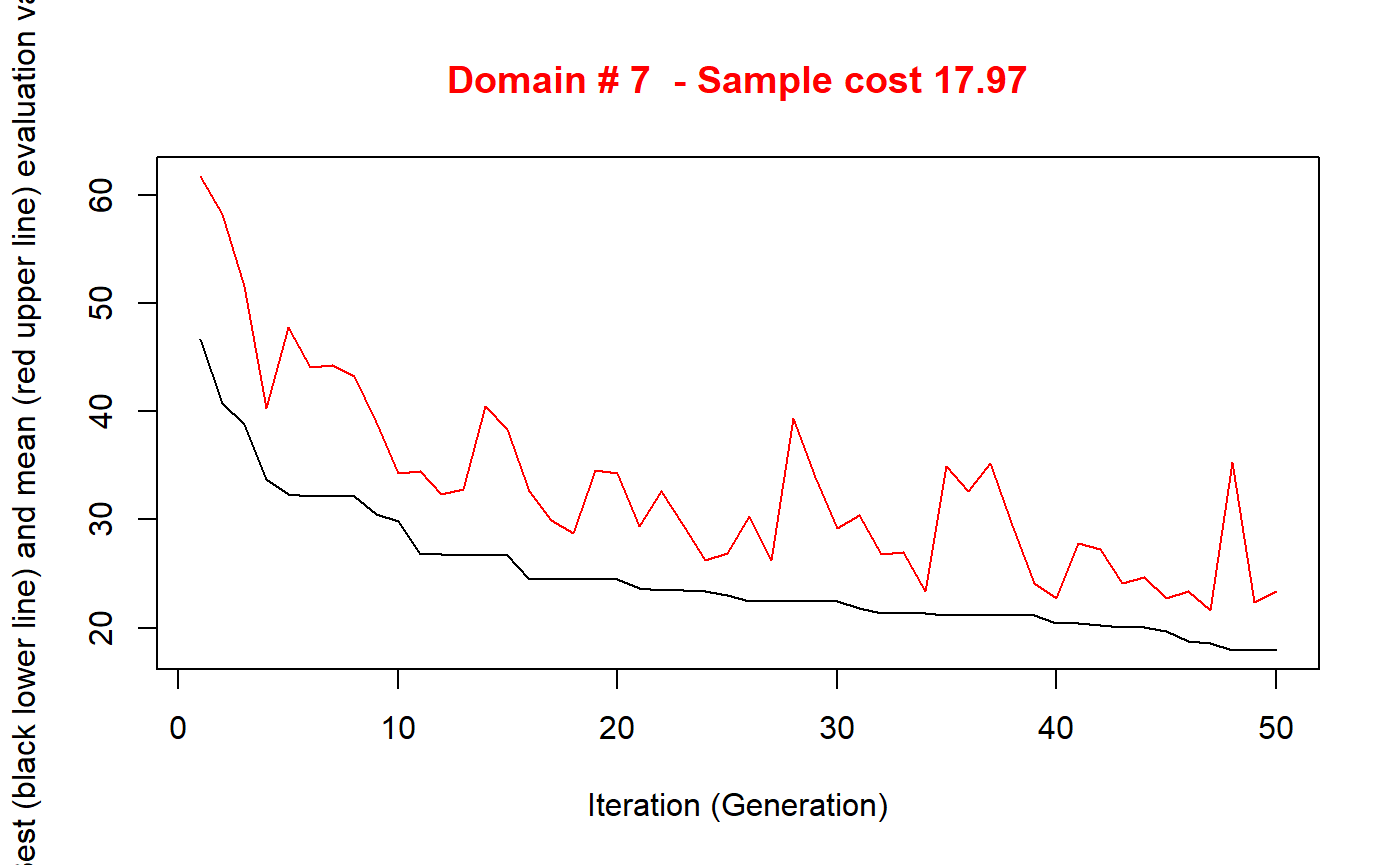 Domain # 7  - Sample cost 17.97
(black lower line) and mean (red upper line) evaluation
60
50
40
30
20
0 10 20 30 40 50
Iteration (Generation)